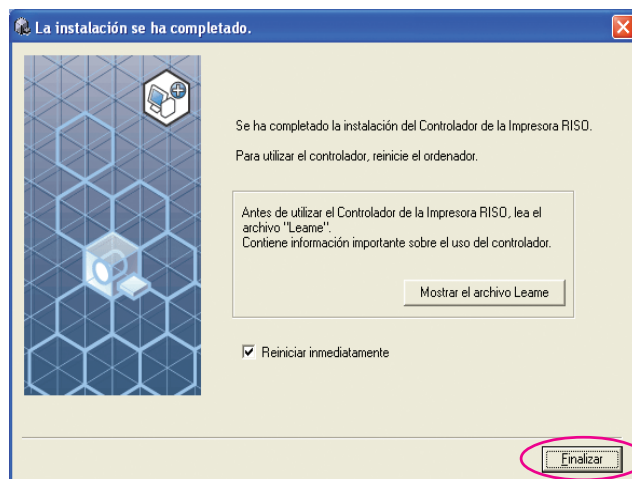 La instalación se ha completado.
Se ha completado la instalación del Controlador de la Impresora RISO.
Para utilizar el controlador, reinicie el ordenador.
Antes de utilizar el Controlador de la Impresora RISO, lea el
archivo "Leame".
Contiene información importante sobre el uso del controlador.
Mostrar el archivo Leame
Reiniciar inmediatamente
Finalizar